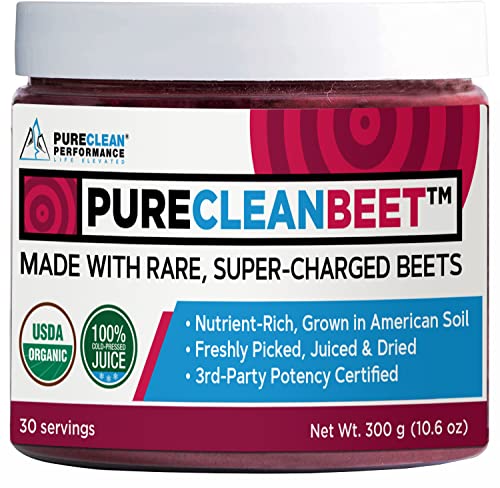 PURECLEAN®
PERFORMANCE
LIFE ELEVATED
PURECLEANBEET™
MADE WITH RARE, SUPER-CHARGED BEETS
USDA
ORGANIC
100%
COLD-PRESSED
JUICE
• Nutrient-Rich, Grown in American Soil
• Freshly Picked, Juiced & Dried
• 3rd-Party Potency Certified
30 servings
Net Wt. 300 g (10.6 oz)